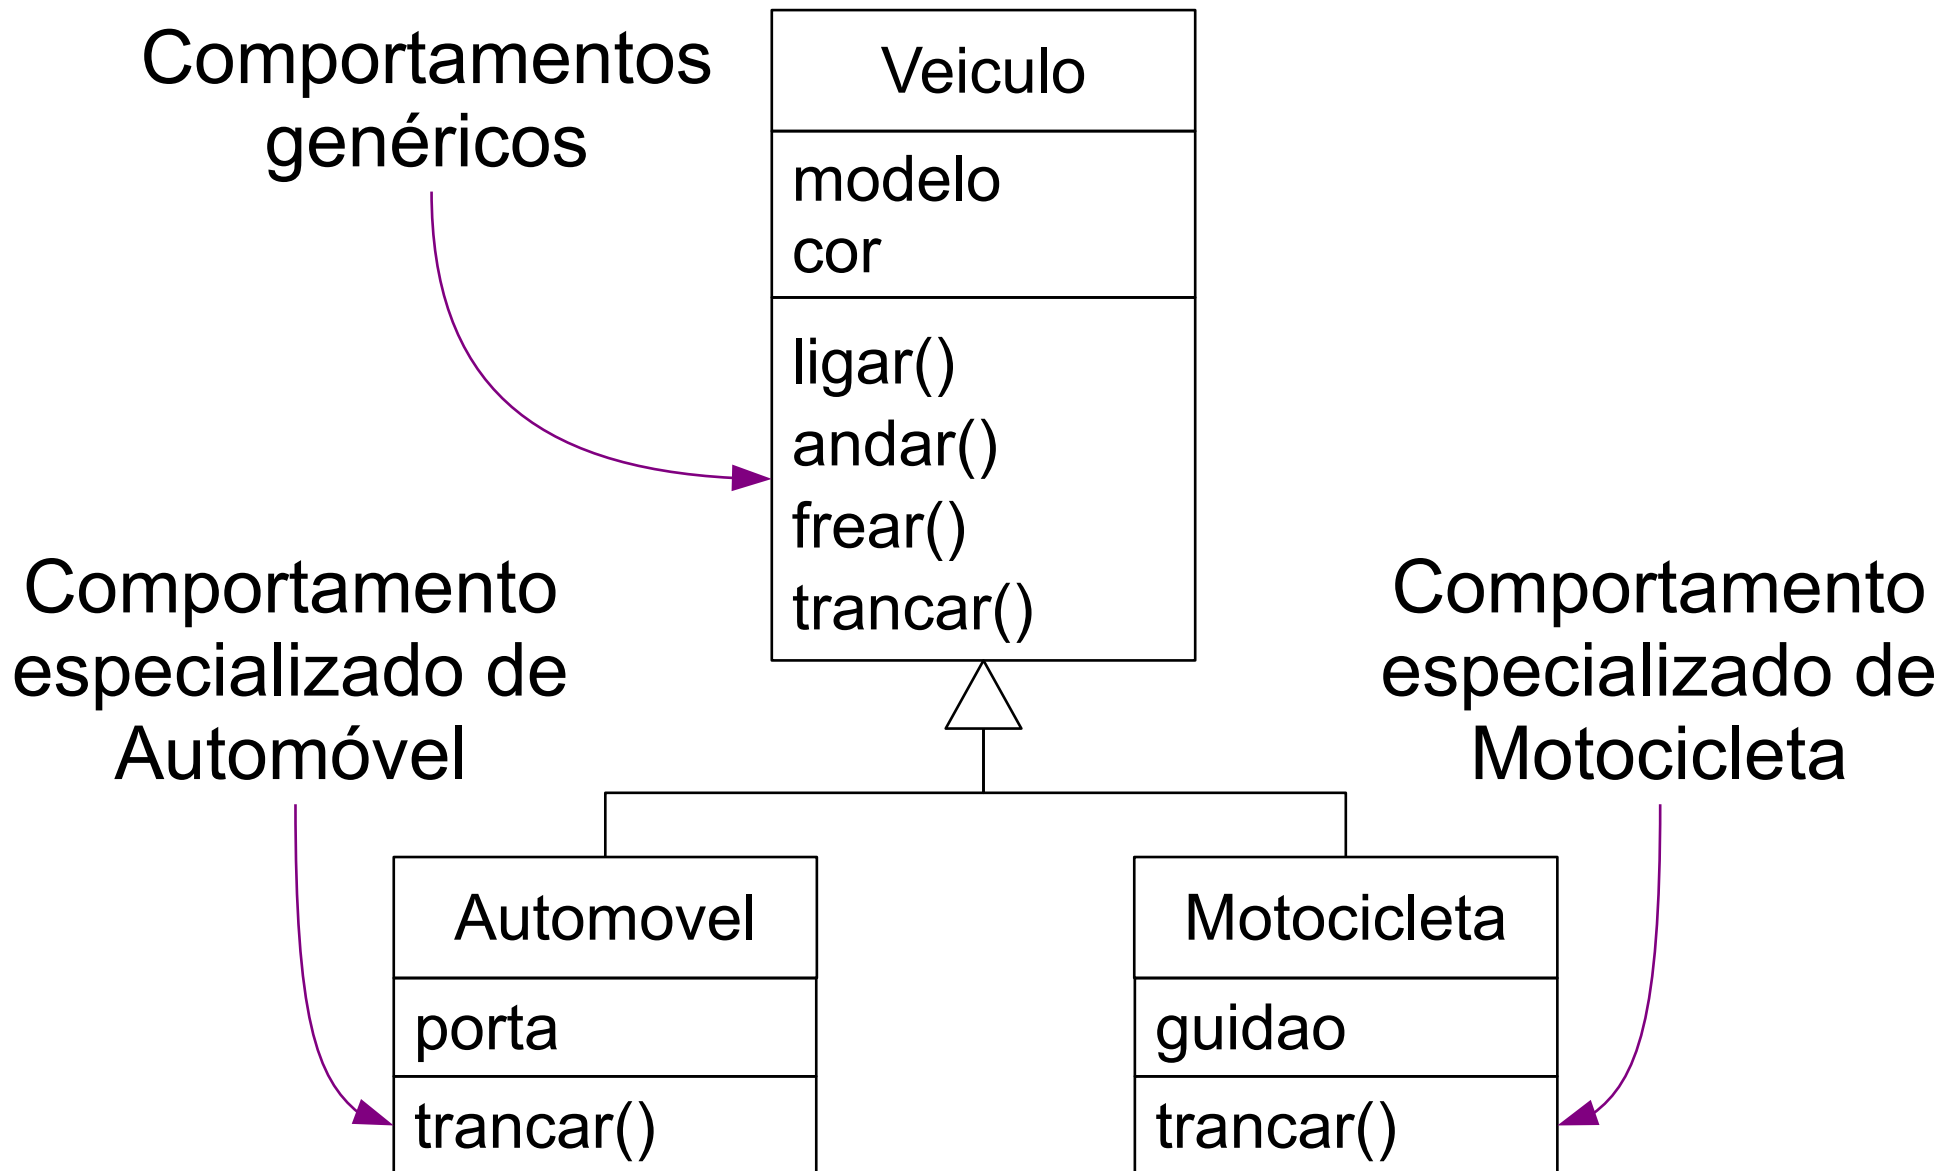 Comportamentos
genéricos
Veiculo
modelo
cor
ligar()
andar()
frear()
trancar()
Comportamento
especializado de
Automóvel
Comportamento
especializado de
Motocicleta
Automovel
porta
trancar()
Motocicleta
guidao
trancar()